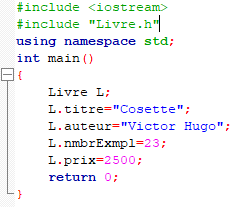 #include <iostream>
#include "Livre.h"
using namespace std;
int main()
{
Livre L;
L.titre="Cosette";
L.auteur="Victor Hugo";
L.nmbrExmpl=23;
L.prix=2500;
return 0;
}